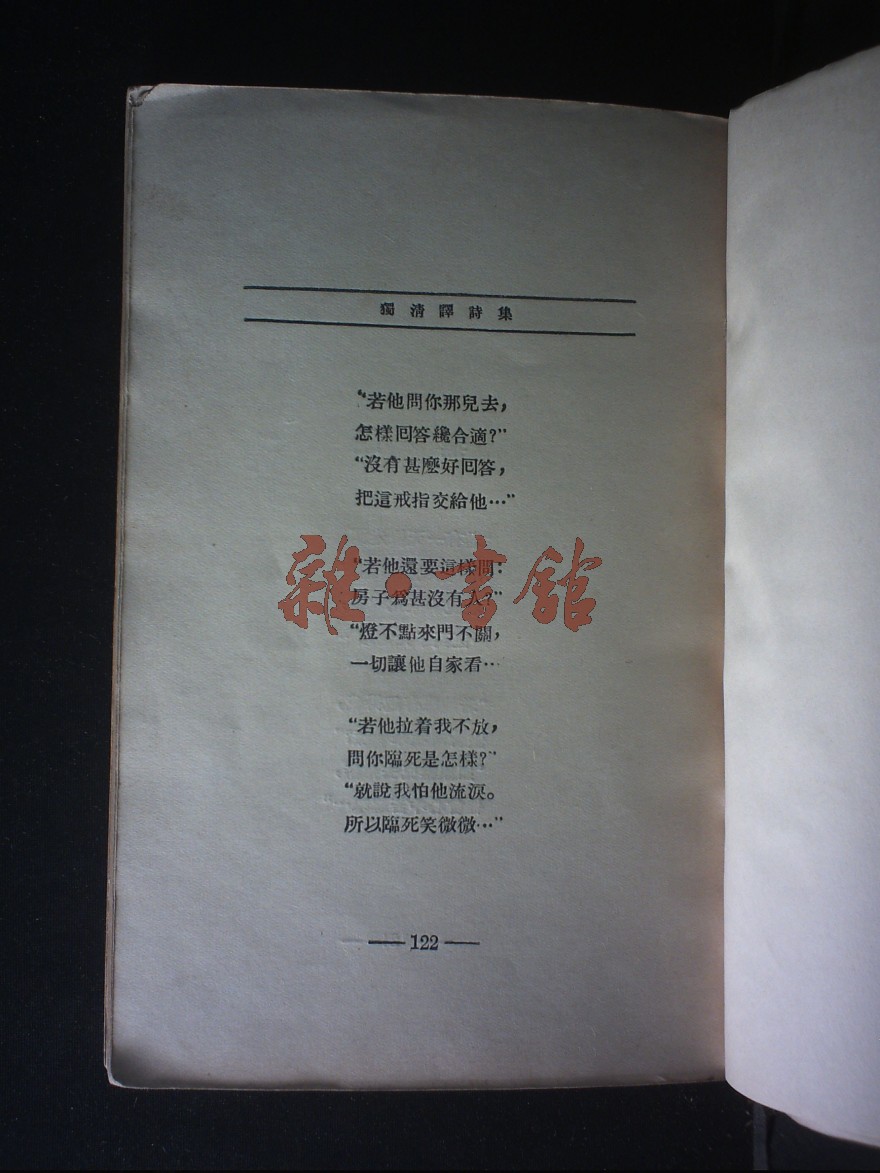 獨清譯詩集
“若他問你那兒去，
怎樣回答纔合適？”
“沒有甚麽好回答，
把這戒指交給他…”
“若他還要這樣問：
房子爲甚沒有人？”
“燈不點來門不關，
一切讓他自家看…
“若他拉着我不放，
問你臨死是怎樣？”
“就說我怕他流淚。
所以臨死笑微微…”
— 122 —
雜·書館